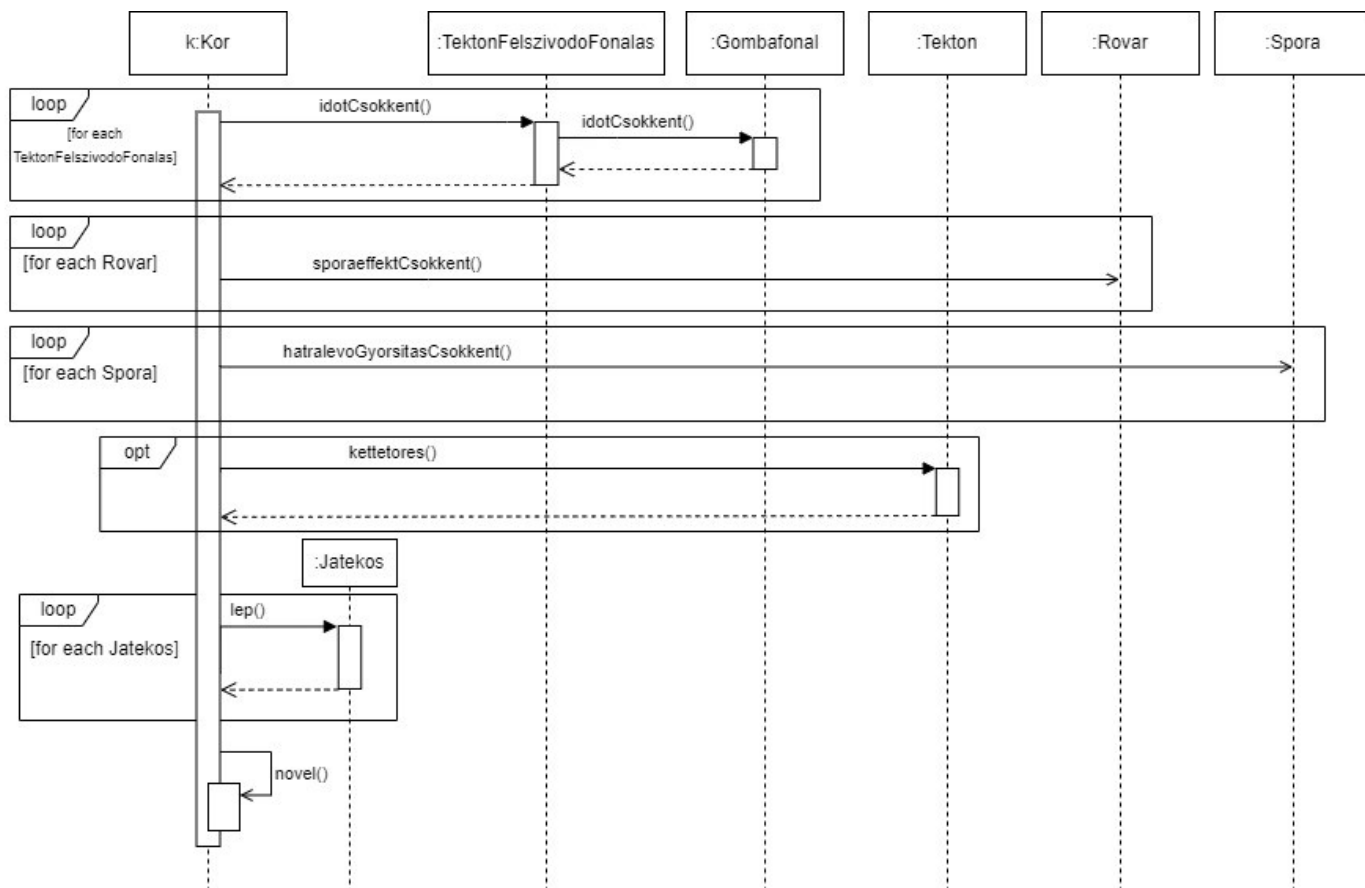 k:Kor
:TektonFelszivodoFonalas
:Gombafonal
:Tekton
:Rovar
:Spora
loop
[for each
TektonFelszivodoFonalas]
idotCsokkent()
idotCsokkent()
loop
[for each Rovar]
sporaeffektCsokkent()
loop
[for each Spora]
hatralevoGyorsitasCsokkent()
opt
kettetores()
:Jatekos
loop
[for each Jatekos]
lep()
novel()